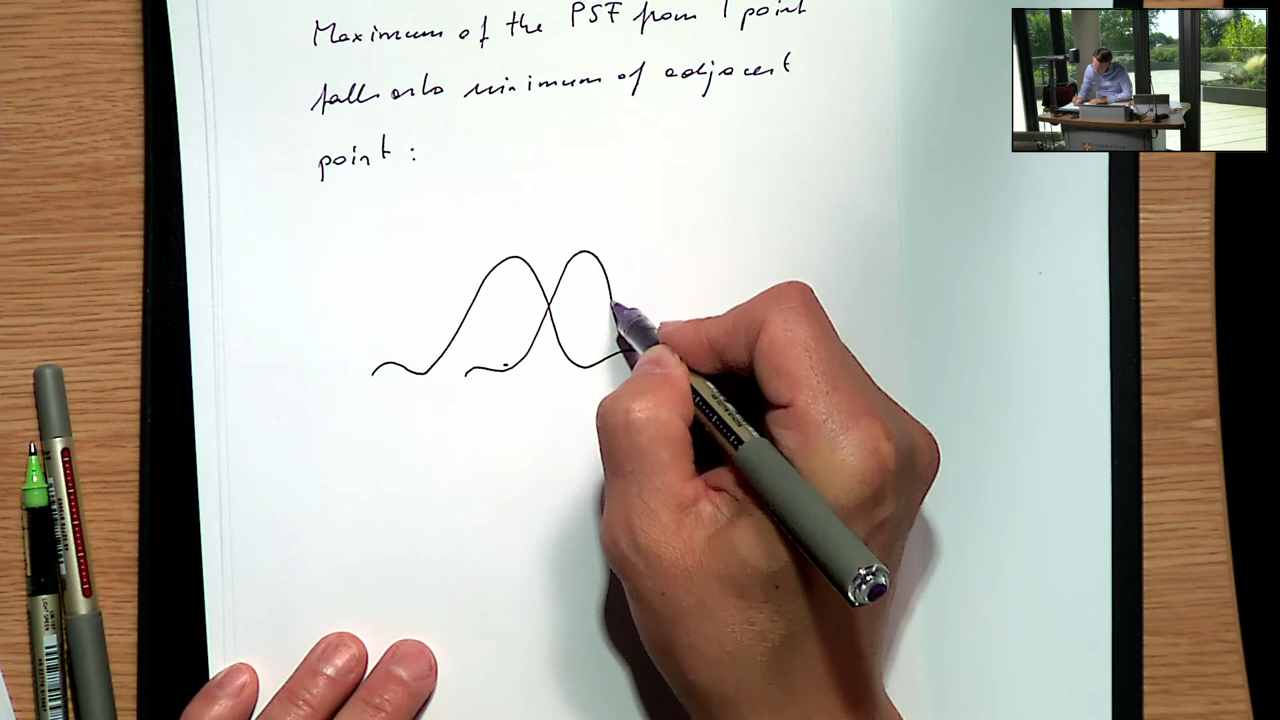 Maximum of the PSF from 1 point
falls onto minimum of adjacent
point :